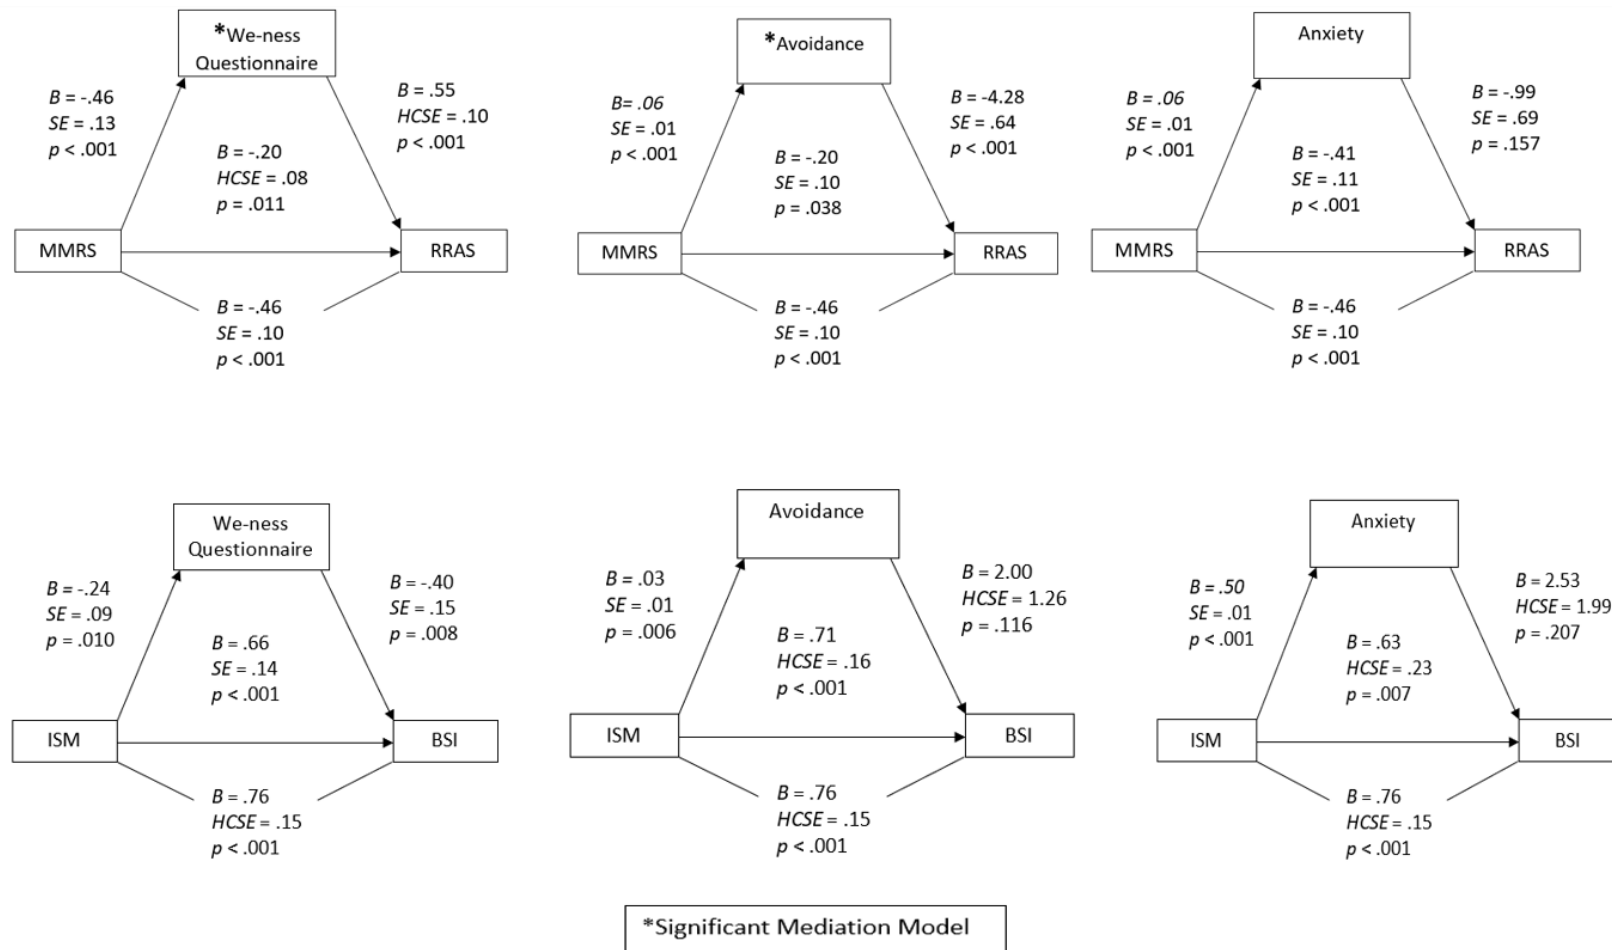 *We-ness
Questionnaire
B = -.46
SE = .13
p < .001
B = .55
HCSE = .10
p < .001
B = -.20
HCSE = .08
p = .011
MMRS
RRAS
B = -.46
SE = .10
p < .001
*Avoidance
B= .06
SE = .01
p < .001
B = -4.28
SE = .64
p < .001
B = -.20
SE = .10
p = .038
MMRS
RRAS
B = -.46
SE = .10
p < .001
Anxiety
B = .06
SE = .01
p < .001
B = -.99
SE = .69
p = .157
B = -.41
SE = .11
p < .001
MMRS
RRAS
B = -.46
SE = .10
p < .001
We-ness
Questionnaire
B = -.24
SE = .09
p = .010
B = -.40
SE = .15
p = .008
B = .66
SE = .14
p < .001
ISM
BSI
B = .76
HCSE = .15
p < .001
Avoidance
B = .03
SE = .01
p = .006
B = 2.00
HCSE = 1.26
p = .116
B = .71
HCSE = .16
p < .001
ISM
BSI
B = .76
HCSE = .15
p < .001
Anxiety
B = .50
SE = .01
p < .001
B = 2.53
HCSE = 1.99
p = .207
B = .63
HCSE = .23
p = .007
ISM
BSI
B = .76
HCSE = .15
p < .001
*Significant Mediation Model